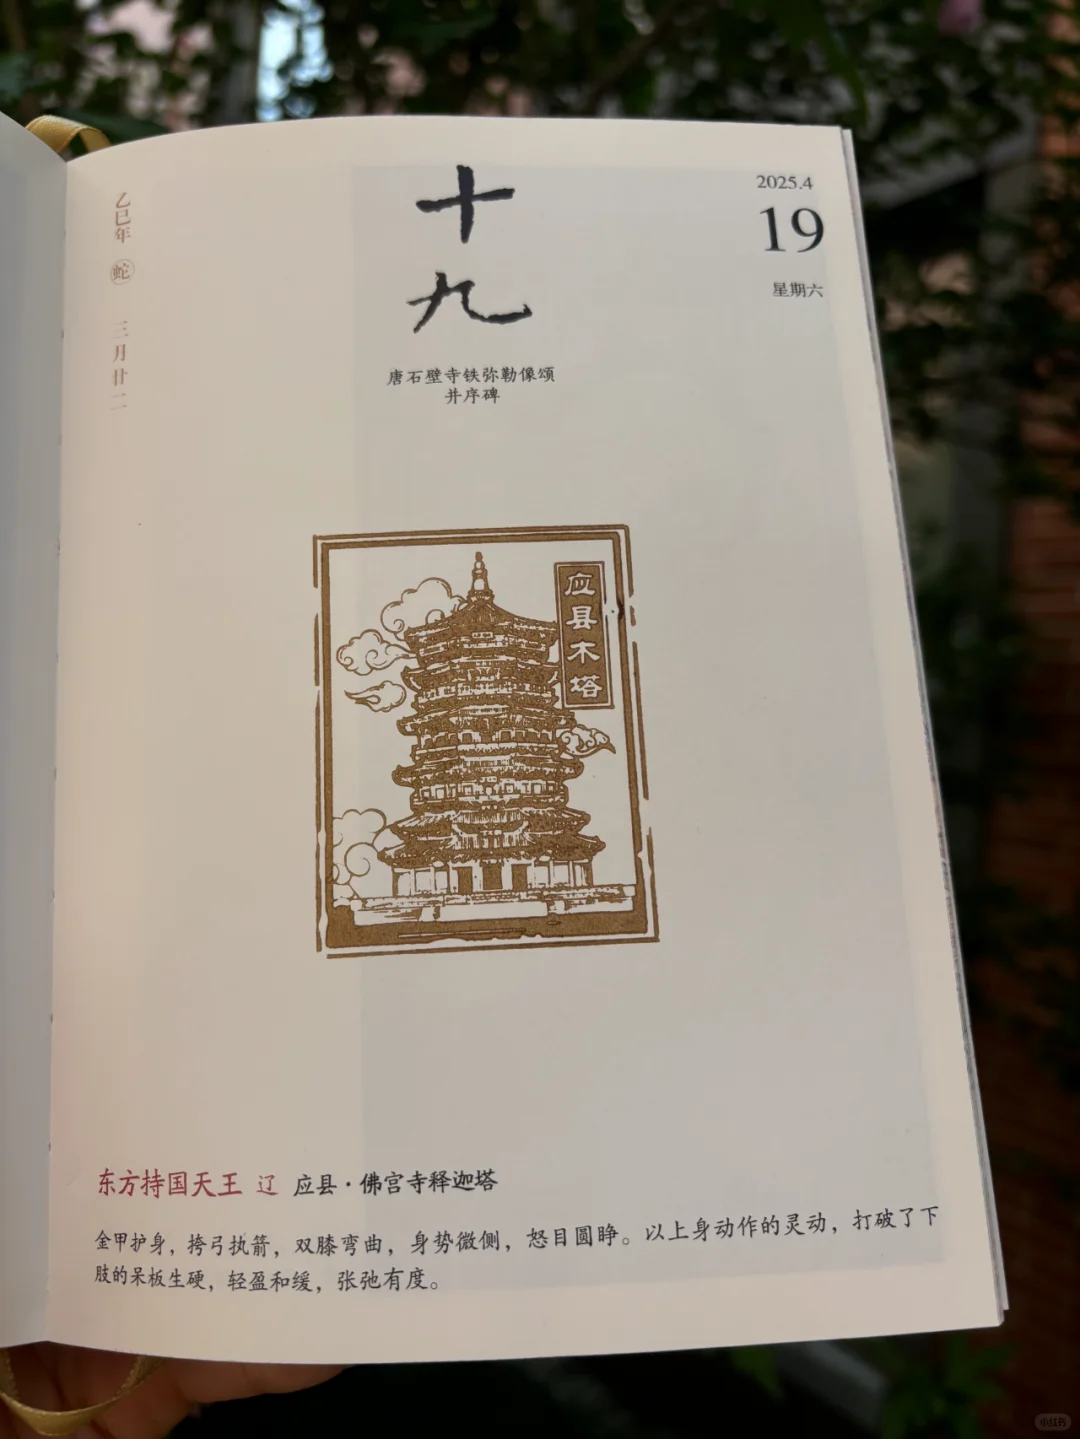 乙巳年 蛇 三月廿二
十九
唐石壁寺铁弥勒像颂
并序碑
2025.4
19
星期六
应县木塔
东方持国天王 辽 应县·佛宫寺释迦塔
金甲护身，挎弓执箭，双膝弯曲，身势微侧，怒目圆睁。以上身动作的灵动，打破了下
肢的呆板生硬，轻盈和缓，张弛有度。
小红书